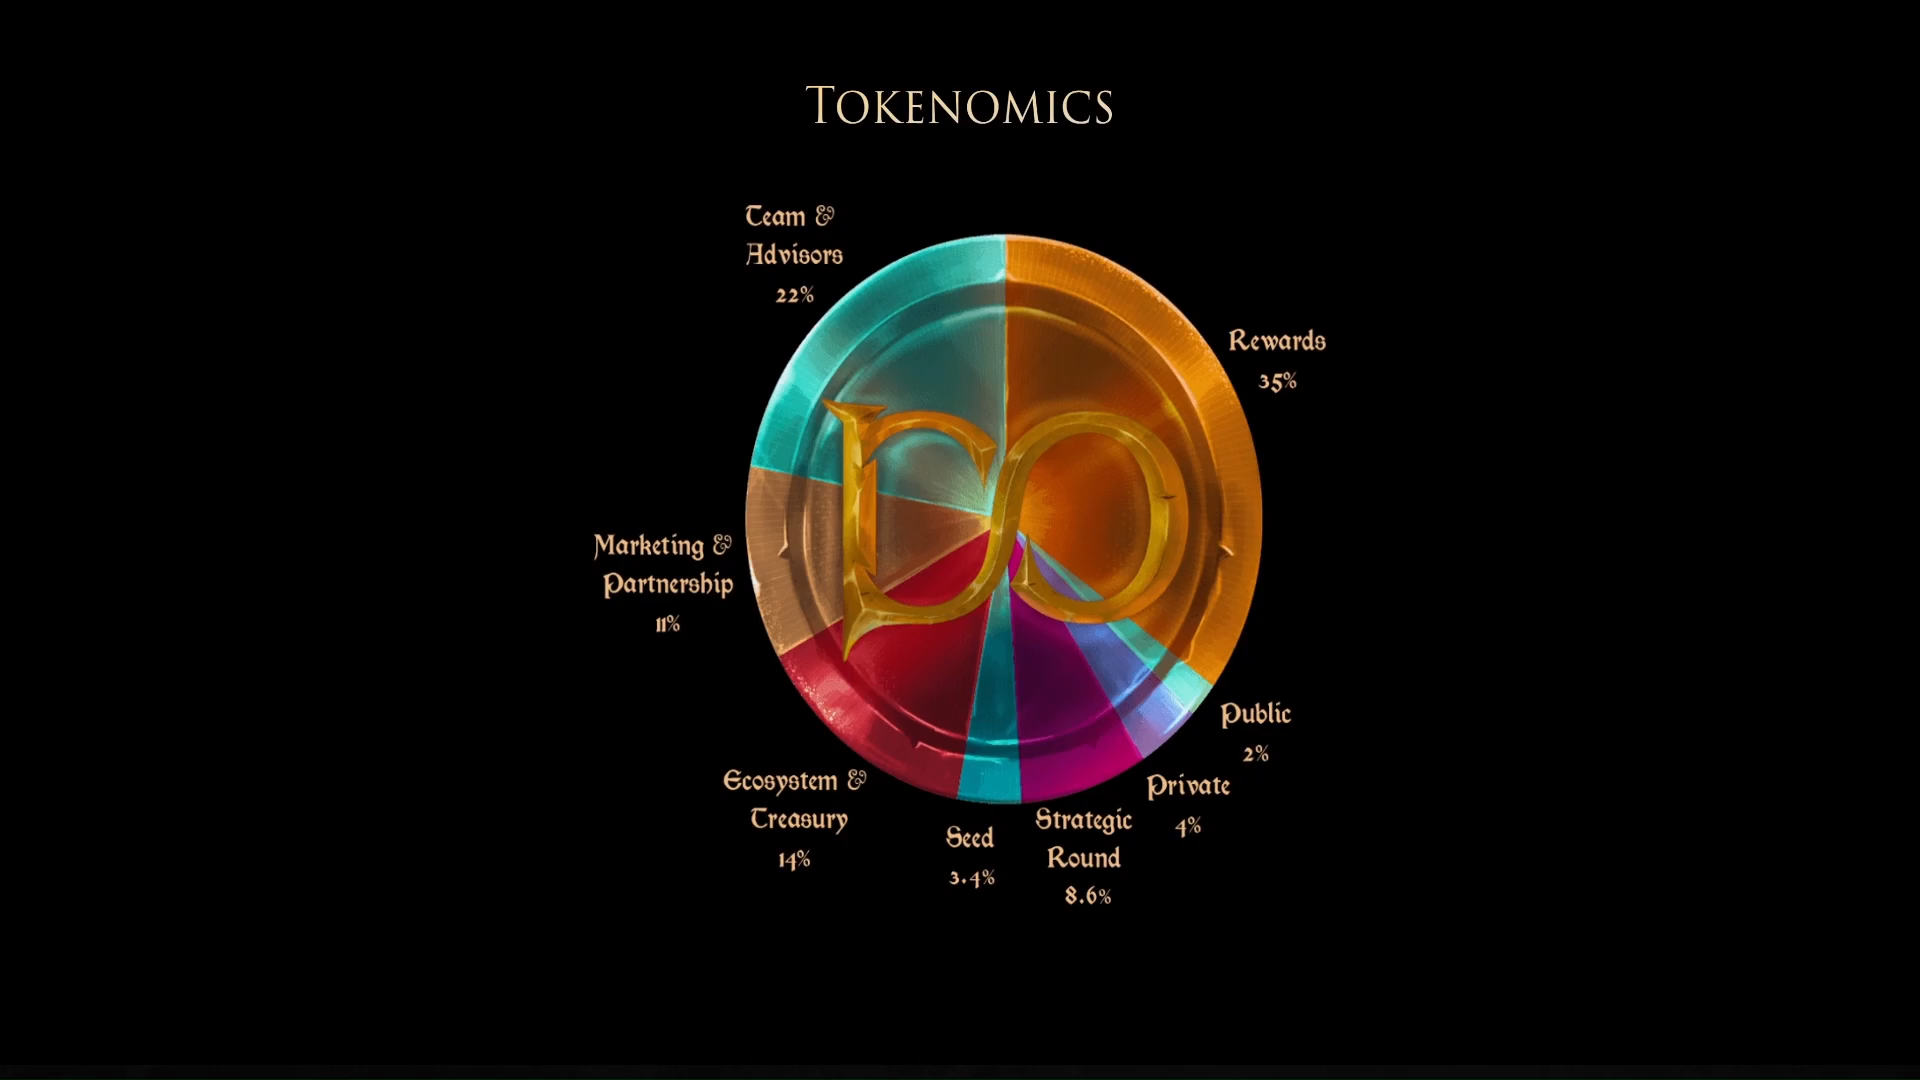 Tokenomics
Team &
Advisors
22%
Rewards
35%
Marketing &
Partnership
11%
Public
2%
Private
4%
Ecosystem &
Treasury
14%
Seed
3.4%
Strategic
Round
8.6%